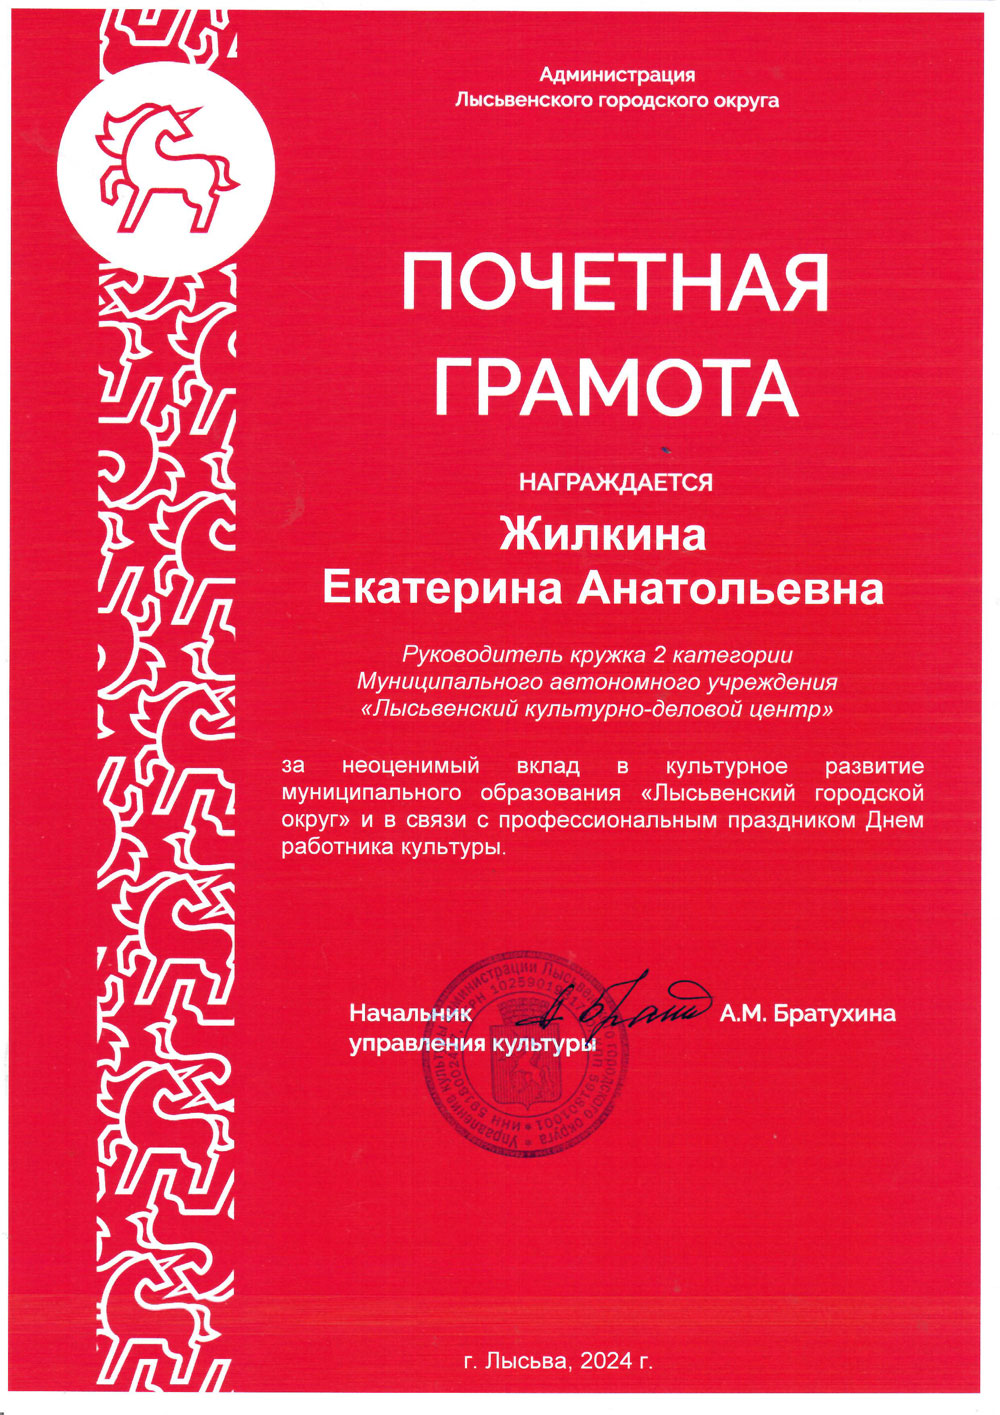 Администрация
Лысьвенского городского округа
ПОЧЕТНАЯ
ГРАМОТА
НАГРАЖДАЕТСЯ
Жилкина
Екатерина Анатольевна
Руководитель кружка 2 категории
Муниципального автономного учреждения
«Лысьвенский культурно-деловой центр»
за неоценимый вклад в культурное развитие
муниципального образования «Лысьвенский городской
округ» и в связи с профессиональным праздником Днем
работника культуры.
Начальник
управления культуры
А.М. Братухина
г. Лысьва, 2024 г.